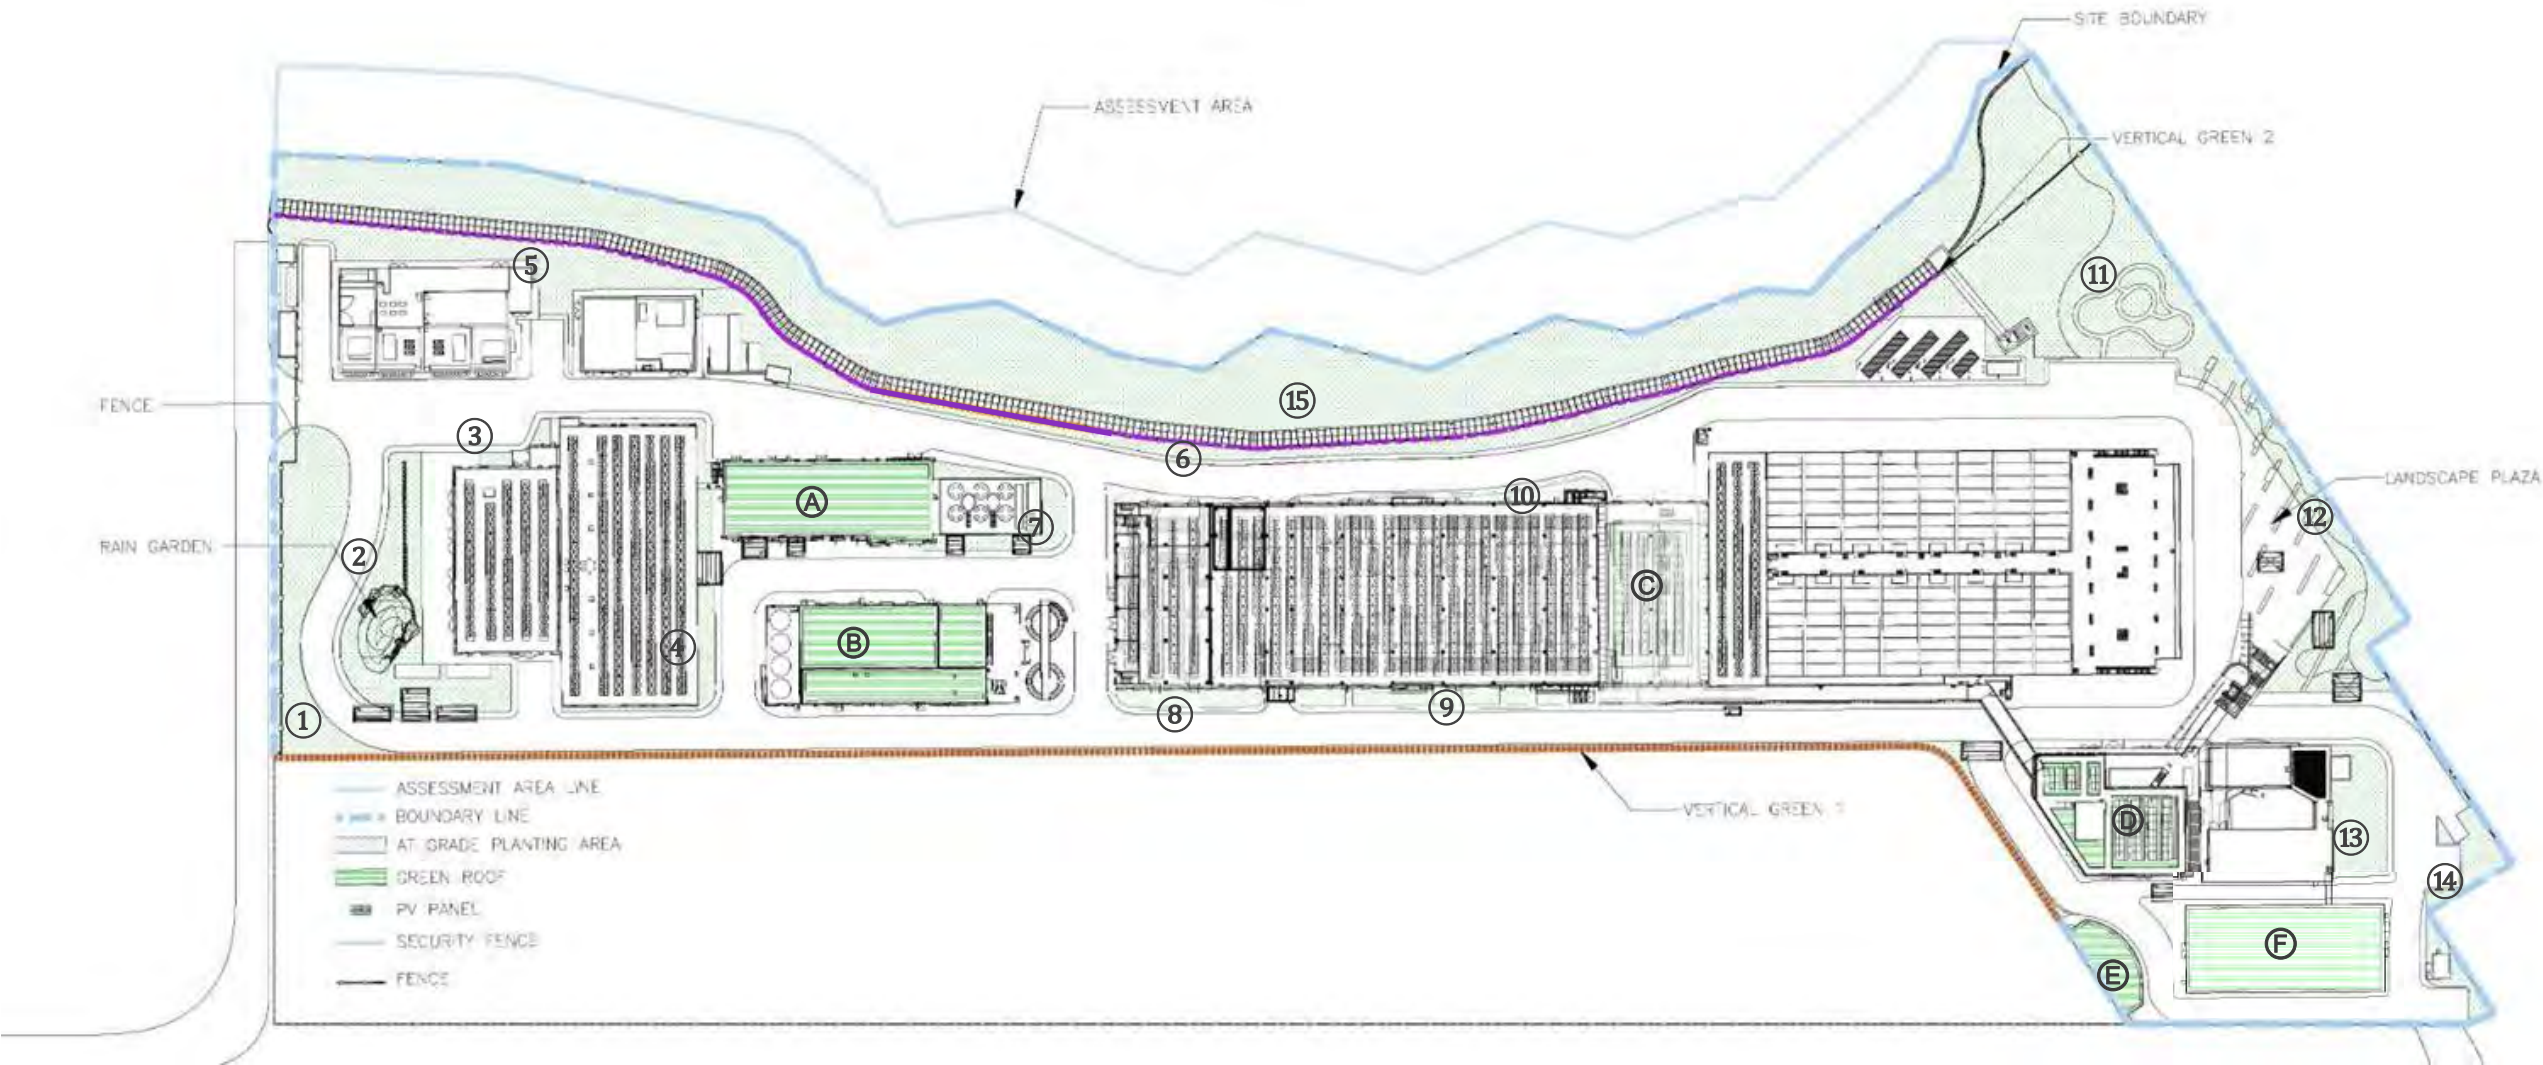 SITE BOUNDARY
ASSESSMENT AREA
VERTICAL GREEN 2
⑤
⑪
FENCE
⑮
③
⑥
LANDSCAPE PLAZA
Ⓐ
⑩
⑦
⑫
RAIN GARDEN
②
Ⓒ
Ⓑ
④
①
⑧
⑨
ASSESSMENT AREA LINE
VERTICAL GREEN
BOUNDARY LINE
Ⓓ
AT GRADE PLANTING AREA
⑬
GREEN ROOF
⑭
PV PANEL
SECURITY FENCE
Ⓕ
FENCE
Ⓔ